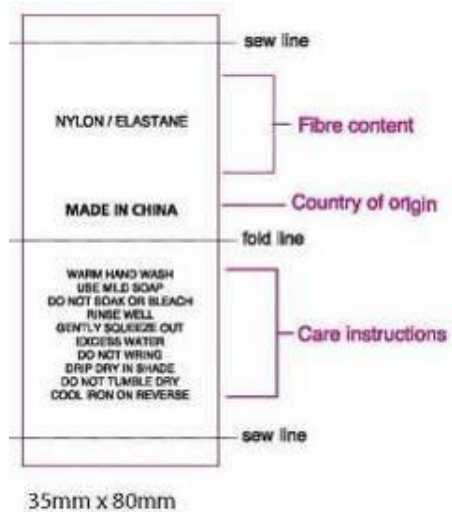 sew line
NYLON / ELASTANE
Fibre content
MADE IN CHINA
Country of origin
fold line
WARM HAND WASH
USE MILD SOAP
DO NOT SOAK OR BLEACH
RINSE WELL
GENTLY SQUEEZE OUT
EXCESS WATER
DO NOT WRING
DRIP DRY IN SHADE
DO NOT TUMBLE DRY
COOL IRON ON REVERSE
Care instructions
sew line
35mm x 80mm